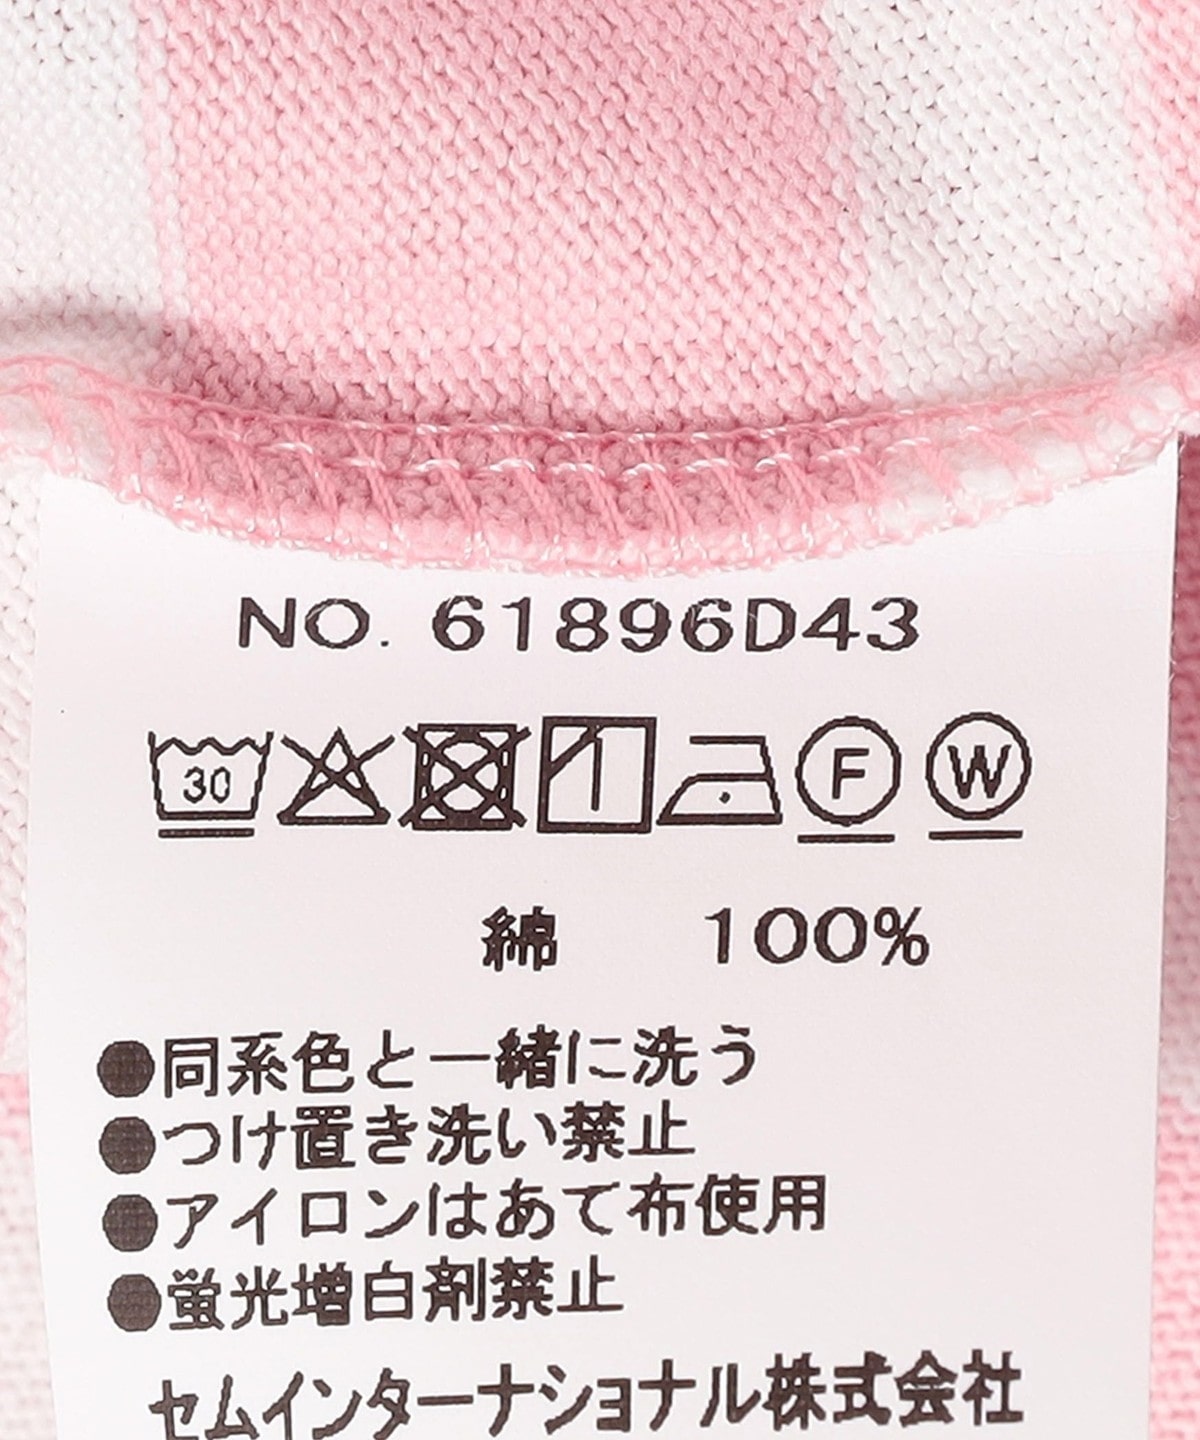 NO. 61896D43
30 F W
綿 100%
●同系色と一緒に洗う
●つけ置き洗い禁止
●アイロンはあて布使用
●蛍光増白剤禁止
セムインターナショナル株式会社